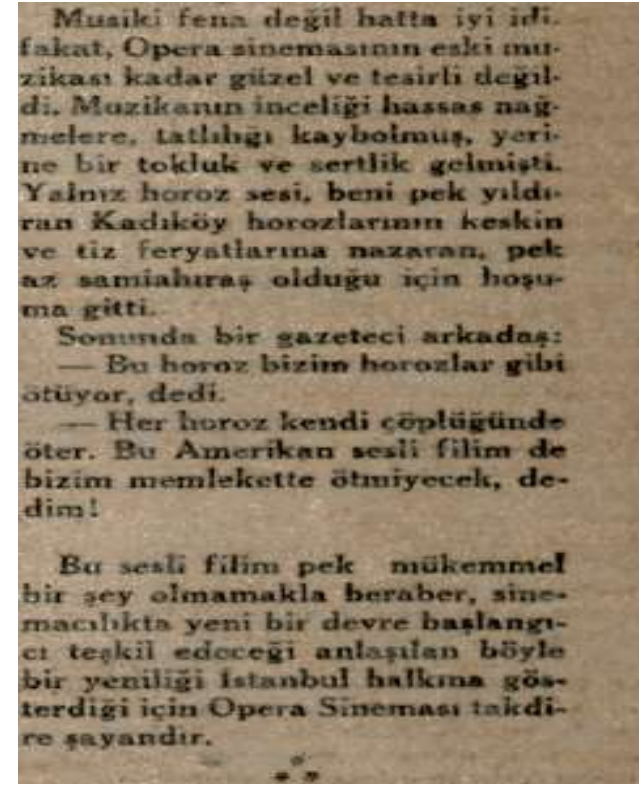 Musiki fena değil hatta iyi idi.
fakat, Opera sinemasının eski mu-
zikası kadar güzel ve tesirli değil-
di. Muzikanın inceliği hassas nağ-
melere, tatlılığı kaybolmuş, yeri-
ne bir tokluk ve sertlik gelmişti.
Yalnız horoz sesi, beni pek yıldı-
ran Kadıköy horozlarının keskin
ve tiz feryatlarına nazaran, pek
az samiahıraş olduğu için hoşu-
ma gitti.
Sonunda bir gazeteci arkadaş:
— Bu horoz bizim horozlar gibi
ötüyor, dedi.
— Her horoz kendi çöplüğünde
öter. Bu Amerikan sesli filim de
bizim memlekette ötmiyecek, de-
dim!
Bu sesli filim pek mükemmel
bir şey olmamakla beraber, sine-
macılıkta yeni bir devre başlangı-
cı teşkil edeceği anlaşılan böyle
bir yeniliği İstanbul halkına gös-
terdiği için Opera Sineması takdi-
re şayandır.